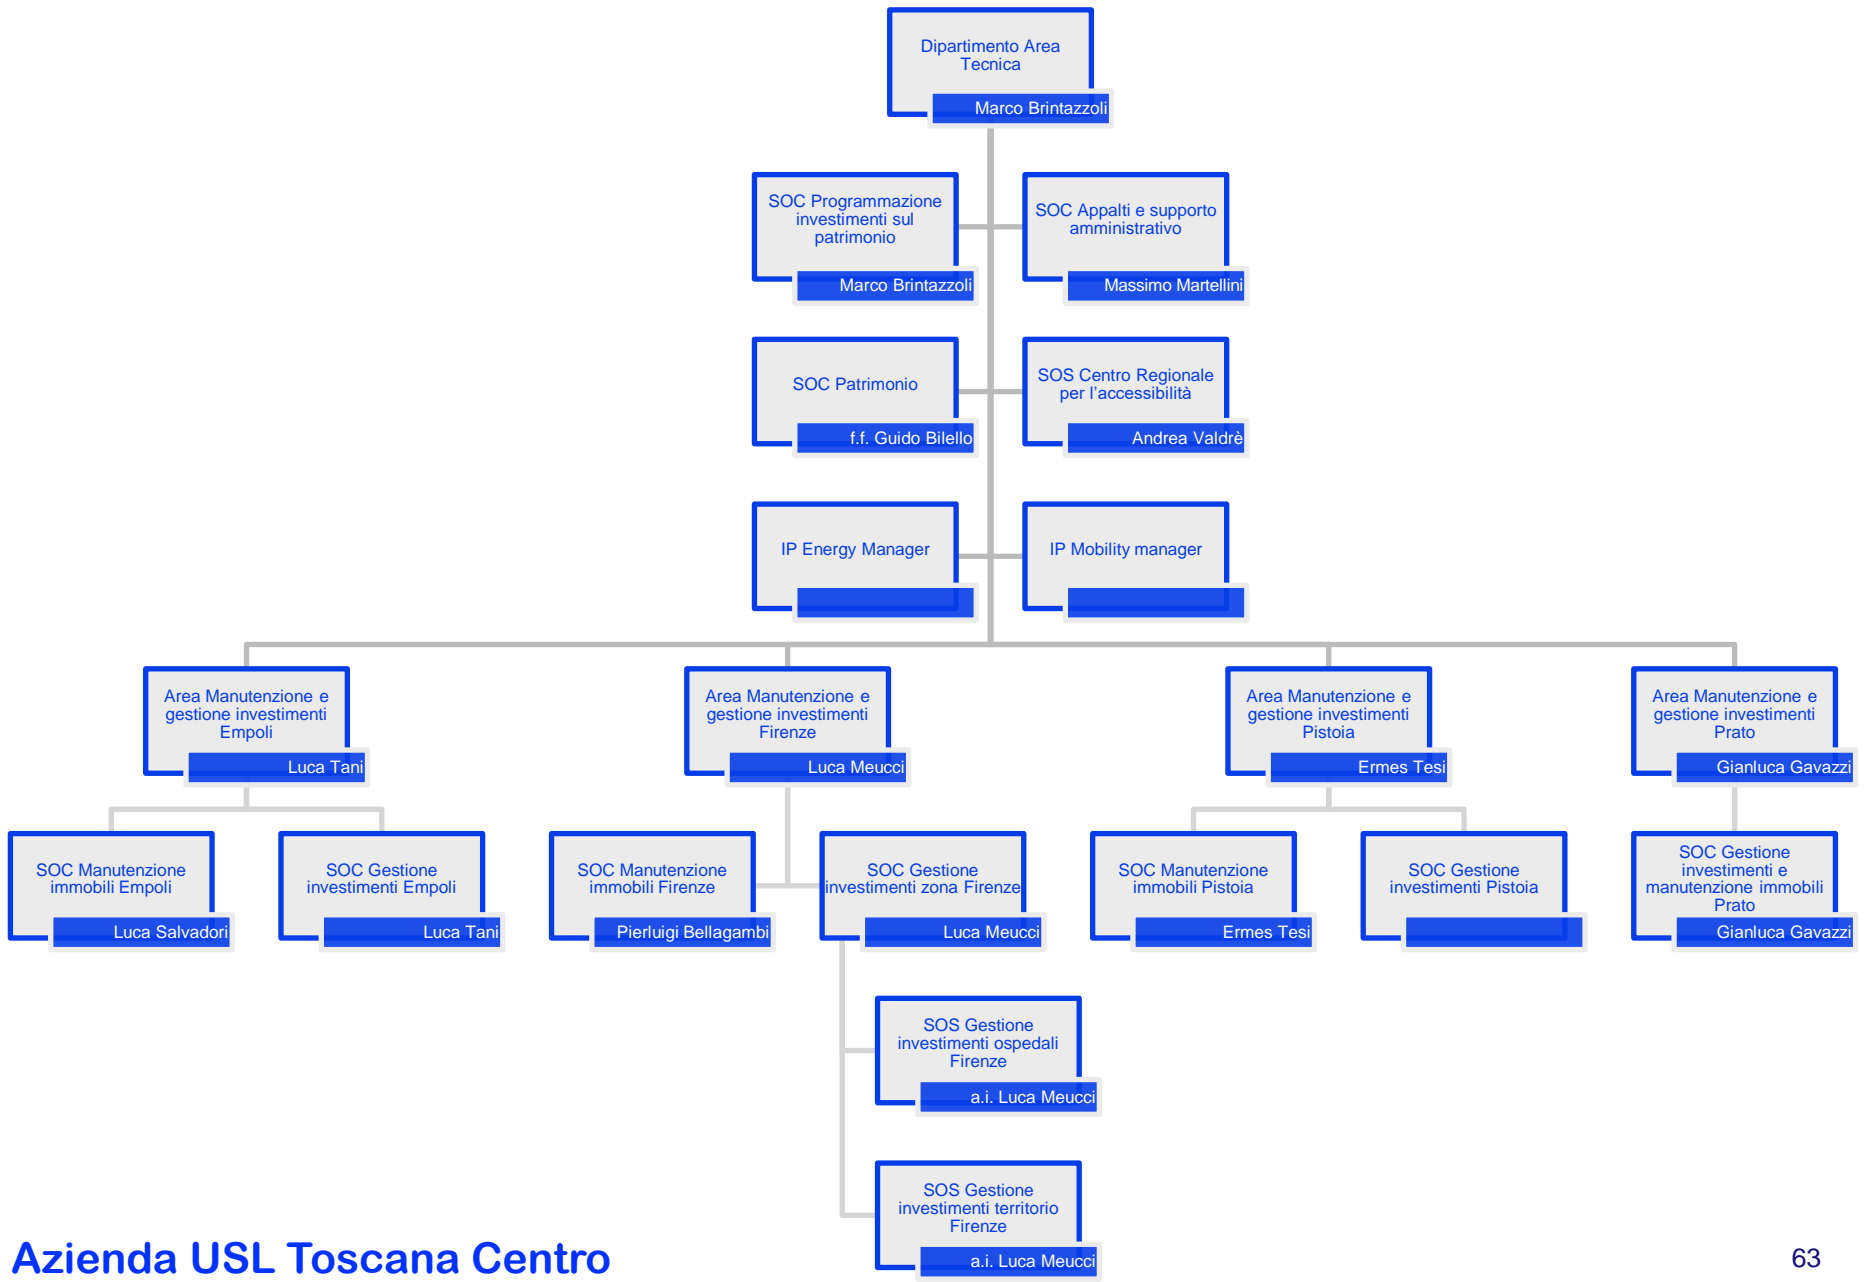 Dipartimento Area
Tecnica
Marco Brintazzoli
SOC Programmazione
investimenti sul
patrimonio
Marco Brintazzoli
SOC Appalti e supporto
amministrativo
Massimo Martellini
SOC Patrimonio
f.f. Guido Bilello
SOS Centro Regionale
per l'accessibilità
Andrea Valdrè
IP Energy Manager
IP Mobility manager
Area Manutenzione e
gestione investimenti
Empoli
Luca Tani
Area Manutenzione e
gestione investimenti
Firenze
Luca Meucci
Area Manutenzione e
gestione investimenti
Pistoia
Ermes Tesi
Area Manutenzione e
gestione investimenti
Prato
Gianluca Gavazzi
SOC Manutenzione
immobili Empoli
Luca Salvadori
SOC Gestione
investimenti Empoli
Luca Tani
SOC Manutenzione
immobili Firenze
Pierluigi Bellagambi
SOC Gestione
investimenti zona Firenze
Luca Meucci
SOC Manutenzione
immobili Pistoia
Ermes Tesi
SOC Gestione
investimenti Pistoia
SOC Gestione
investimenti e
manutenzione immobili
Prato
Gianluca Gavazzi
SOS Gestione
investimenti ospedali
Firenze
a.i. Luca Meucci
SOS Gestione
investimenti territorio
Firenze
a.i. Luca Meucci
Azienda USL Toscana Centro
63